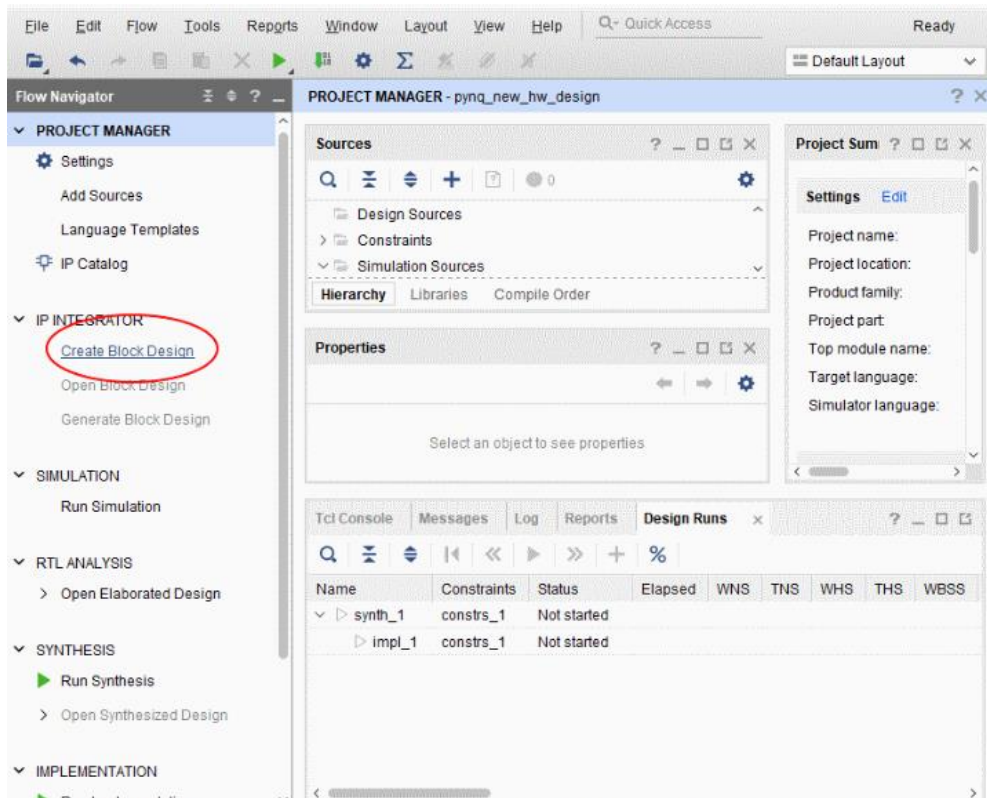 File Edit Flow Tools Reports Window Layout View Help Quick Access Ready
Default Layout
Flow Navigator ? PROJECT MANAGER - pynq_new_hw_design ?
PROJECT MANAGER
Settings
Add Sources
Language Templates
IP Catalog
IP INTEGRATOR
Create Block Design
Open Block Design
Generate Block Design
SIMULATION
Run Simulation
RTL ANALYSIS
Open Elaborated Design
SYNTHESIS
Run Synthesis
Open Synthesized Design
IMPLEMENTATION
Sources ?
0
Design Sources
Constraints
Simulation Sources
Hierarchy Libraries Compile Order
Properties ?
Select an object to see properties
Project Sum ?
Settings Edit
Project name:
Project location:
Product family:
Project part:
Top module name:
Target language:
Simulator language:
Tcl Console Messages Log Reports Design Runs ?
%
Name Constraints Status Elapsed WNS TNS WHS THS WBSS
synth_1 constrs_1 Not started
impl_1 constrs_1 Not started